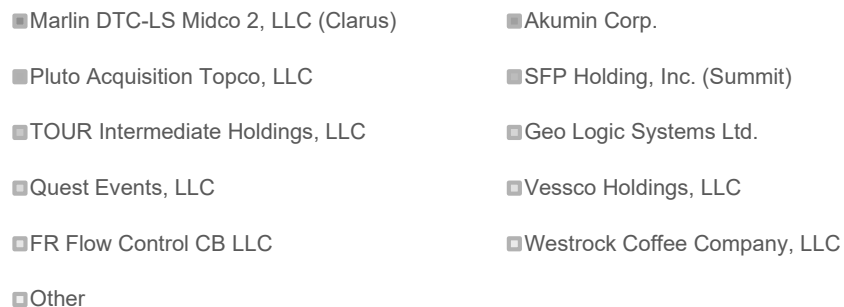 Marlin DTC-LS Midco 2, LLC (Clarus)
Akumin Corp.
Pluto Acquisition Topco, LLC
SFP Holding, Inc. (Summit)
TOUR Intermediate Holdings, LLC
Geo Logic Systems Ltd.
Quest Events, LLC
Vessco Holdings, LLC
FR Flow Control CB LLC
Westrock Coffee Company, LLC
Other